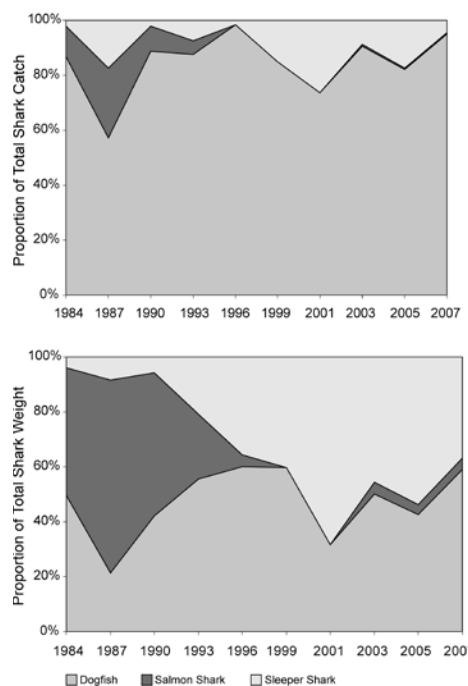 Proportion of Total Shark Catch
100%
80%
60%
40%
20%
0%
1984 1987 1990 1993 1996 1999 2001 2003 2005 2007
Proportion of Total Shark Weight
100%
80%
60%
40%
20%
0%
1984 1987 1990 1993 1996 1999 2001 2003 2005 200
Dogfish Salmon Shark Sleeper Shark